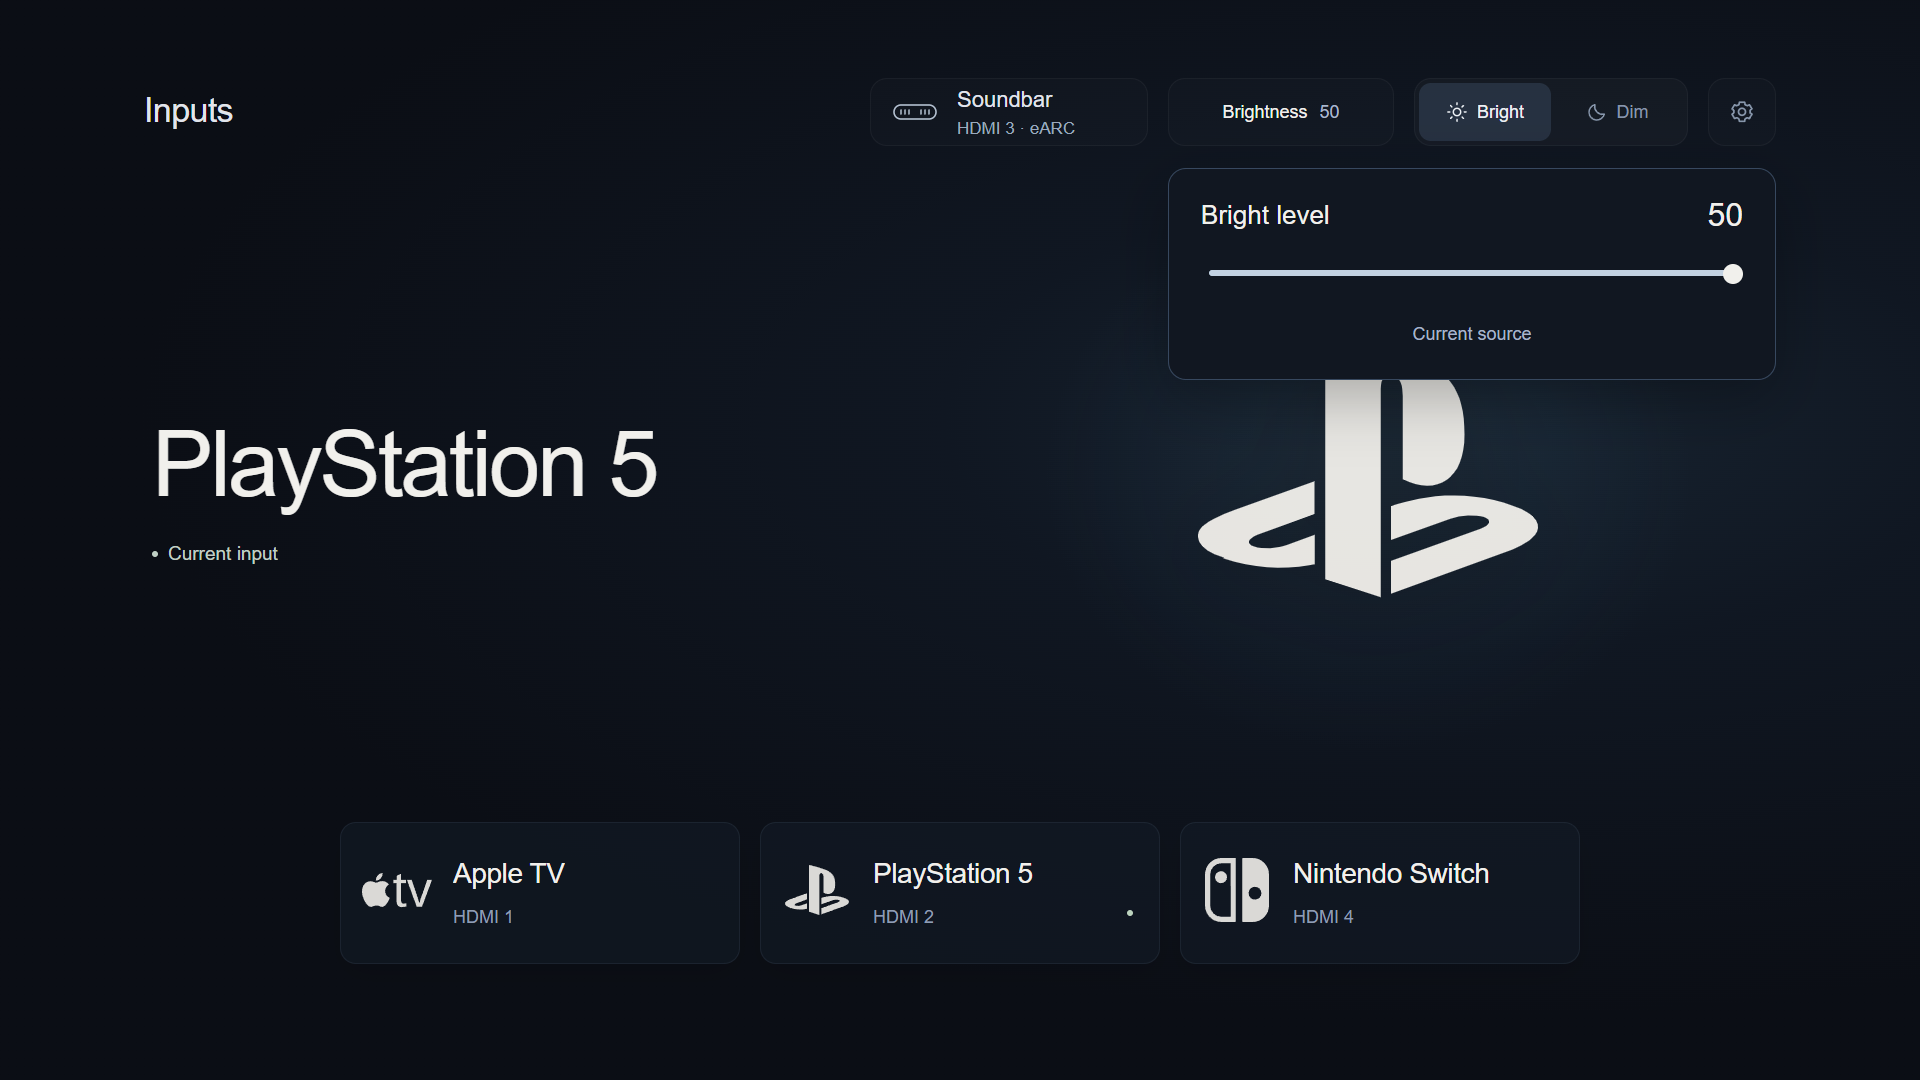 Inputs
Soundbar
HDMI 3 · eARC
Brightness 50
Bright
Dim
Bright level
50
Current source
PlayStation 5
Current input
tv
Apple TV
HDMI 1
PlayStation 5
HDMI 2
Nintendo Switch
HDMI 4